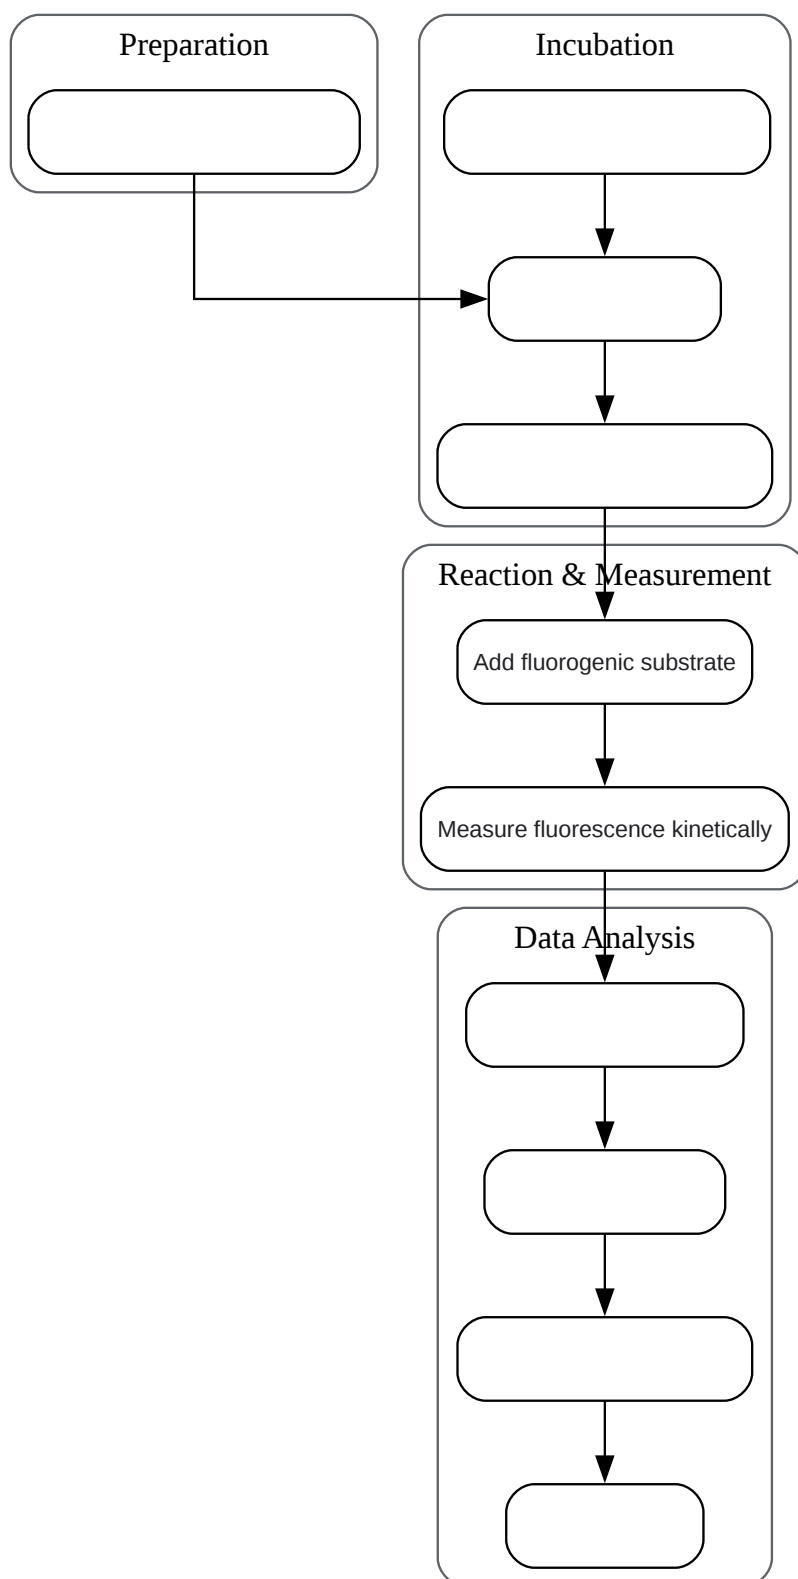 Preparation
Incubation
Reaction & Measurement
Add fluorogenic substrate
Measure fluorescence kinetically
Data Analysis